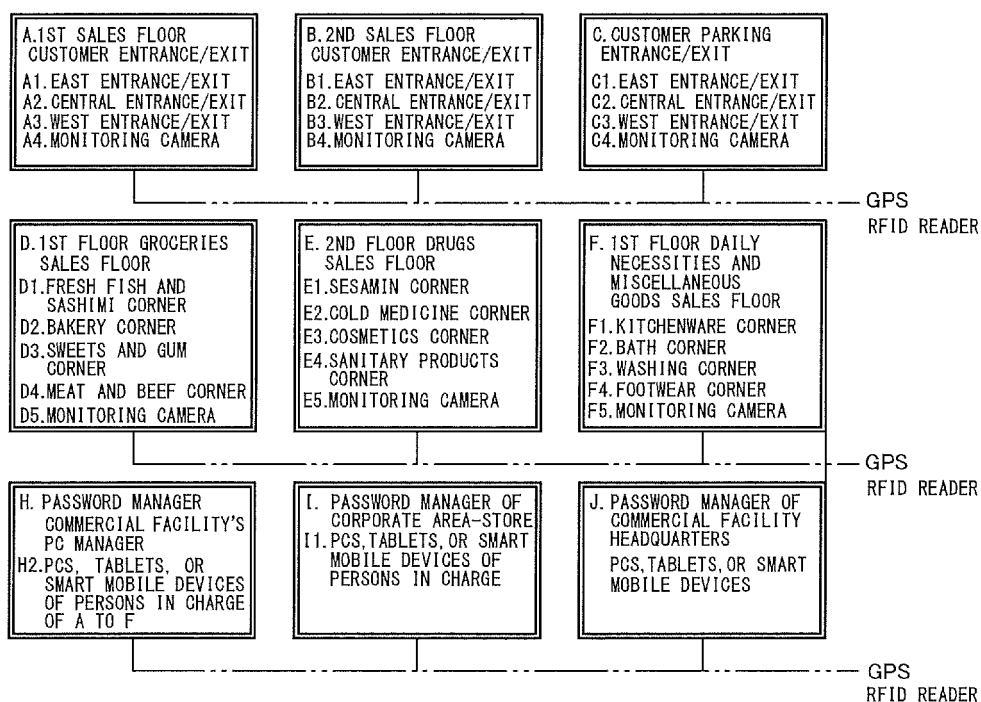 A.1ST SALES FLOOR
CUSTOMER ENTRANCE/EXIT
A1.EAST ENTRANCE/EXIT
A2.CENTRAL ENTRANCE/EXIT
A3.WEST ENTRANCE/EXIT
A4.MONITORING CAMERA
B.2ND SALES FLOOR
CUSTOMER ENTRANCE/EXIT
B1.EAST ENTRANCE/EXIT
B2.CENTRAL ENTRANCE/EXIT
B3.WEST ENTRANCE/EXIT
B4.MONITORING CAMERA
C.CUSTOMER PARKING
ENTRANCE/EXIT
C1.EAST ENTRANCE/EXIT
C2.CENTRAL ENTRANCE/EXIT
C3.WEST ENTRANCE/EXIT
C4.MONITORING CAMERA
GPS
RFID READER
D.1ST FLOOR GROCERIES
SALES FLOOR
D1.FRESH FISH AND
SASHIMI CORNER
D2.BAKERY CORNER
D3.SWEETS AND GUM
CORNER
D4.MEAT AND BEEF CORNER
D5.MONITORING CAMERA
E.2ND FLOOR DRUGS
SALES FLOOR
E1.SESAMIN CORNER
E2.COLD MEDICINE CORNER
E3.COSMETICS CORNER
E4.SANITARY PRODUCTS
CORNER
E5.MONITORING CAMERA
F.1ST FLOOR DAILY
NECESSITIES AND
MISCELLANEOUS
GOODS SALES FLOOR
F1.KITCHENWARE CORNER
F2.BATH CORNER
F3.WASHING CORNER
F4.FOOTWEAR CORNER
F5.MONITORING CAMERA
GPS
RFID READER
H. PASSWORD MANAGER
COMMERCIAL FACILITY'S
PC MANAGER
H2.PCS, TABLETS, OR
SMART MOBILE DEVICES
OF PERSONS IN CHARGE
OF A TO F
I. PASSWORD MANAGER OF
CORPORATE AREA-STORE
I1.PCS,TABLETS,OR SMART
MOBILE DEVICES OF
PERSONS IN CHARGE
J. PASSWORD MANAGER OF
COMMERCIAL FACILITY
HEADQUARTERS
PCS,TABLETS,OR SMART
MOBILE DEVICES
GPS
RFID READER